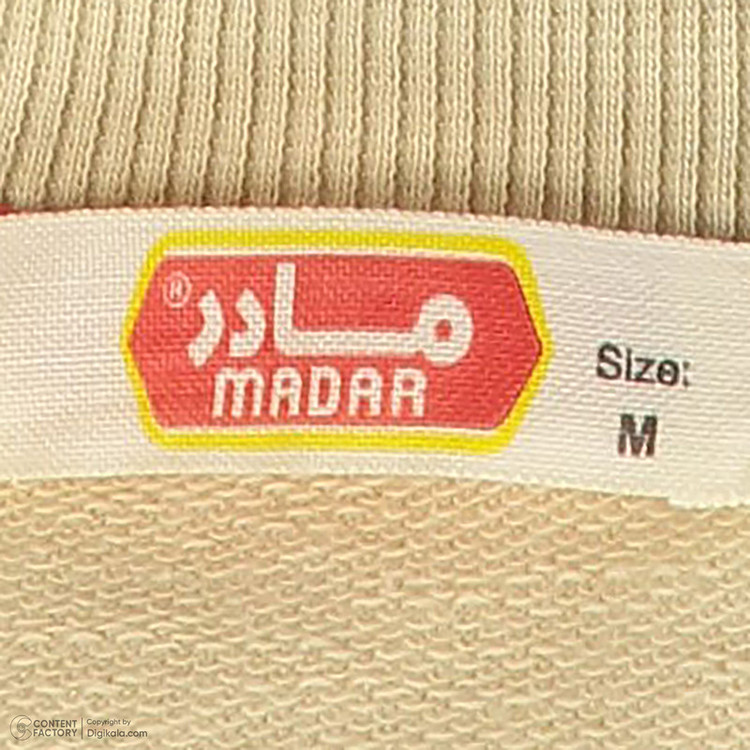 ® مادر
MADAR
Size:
M
CONTENT FACTORY
Copyright by
Digikala.com